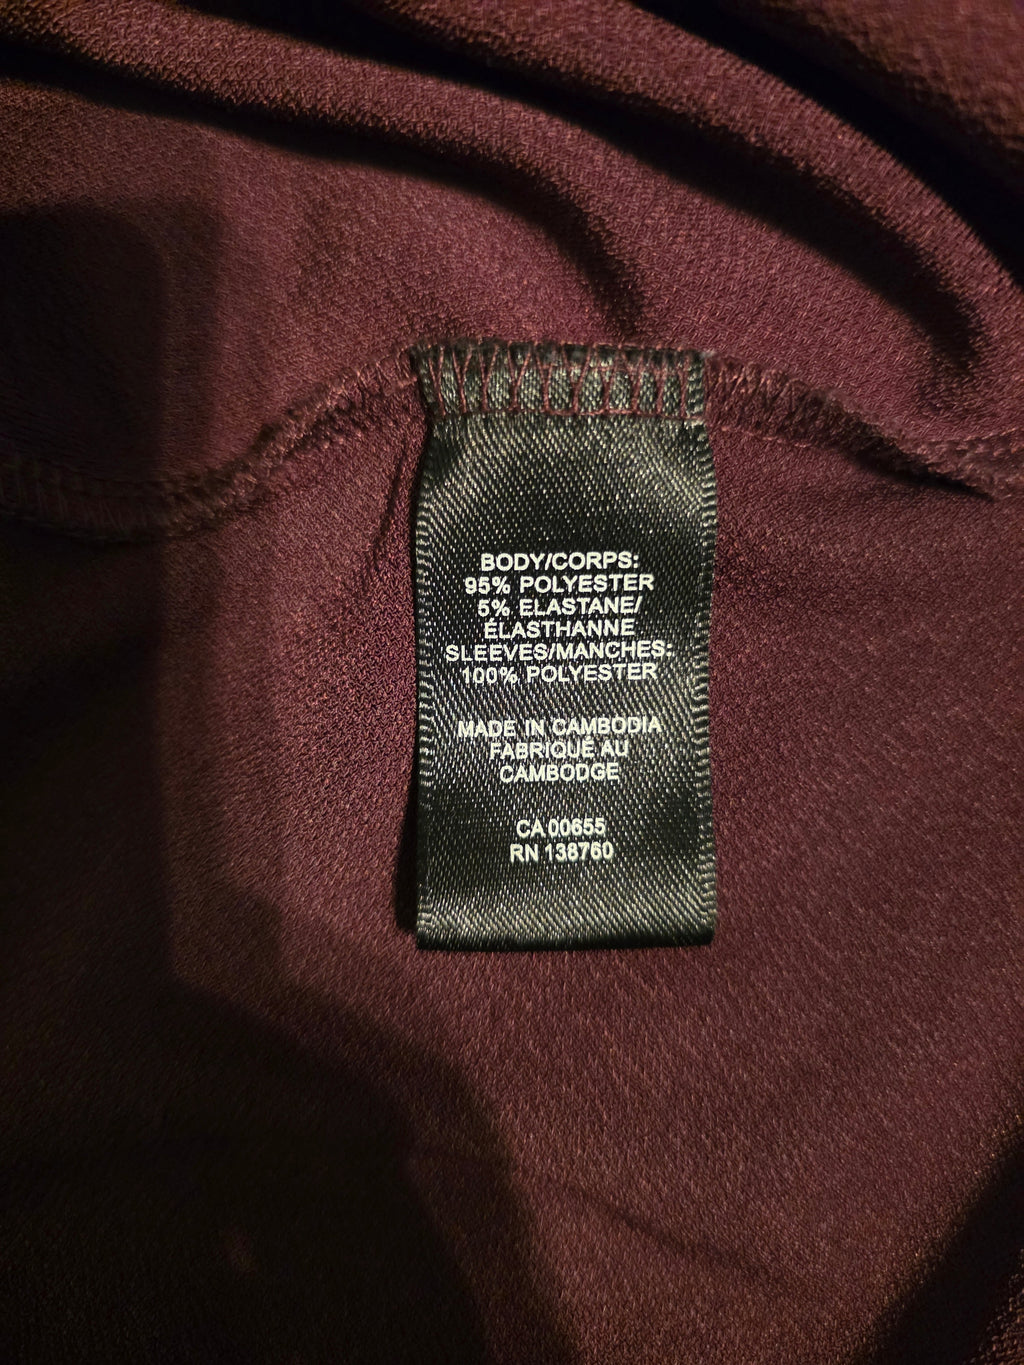 BODY/CORPS:
95% POLYESTER
5% ELASTANE/
ÉLASTHANNE
SLEEVES/MANCHES:
100% POLYESTER
MADE IN CAMBODIA
FABRIQUÉ AU
CAMBODGE
CA 00655
RN 138760